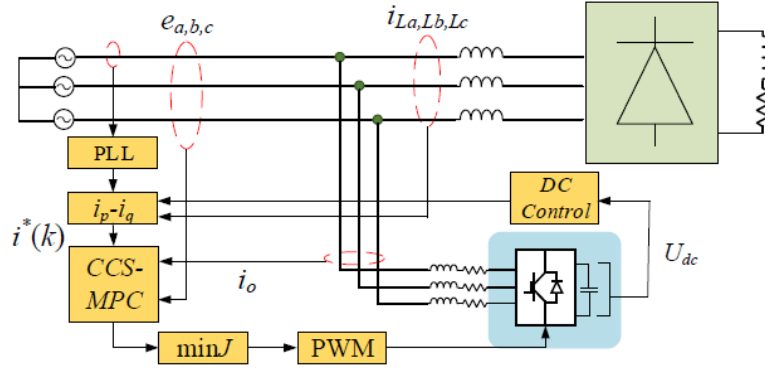 e_{a,b,c}
i_{La,Lb,Lc}
PLL
i_p-i_q
DC
Control
i^*(k)
CCS-
MPC
i_o
U_{dc}
minJ
PWM